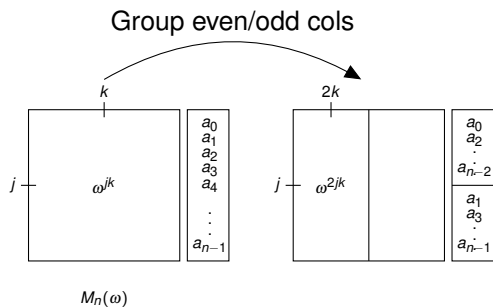 Group even/odd cols
k
2k
j
ω^{jk}
a_0
a_1
a_2
a_3
a_4
.
.
.
a_{n−1}
j
ω^{2jk}
a_0
a_2
.
.
a_{n−2}
a_1
a_3
.
.
a_{n−1}
M_n(ω)